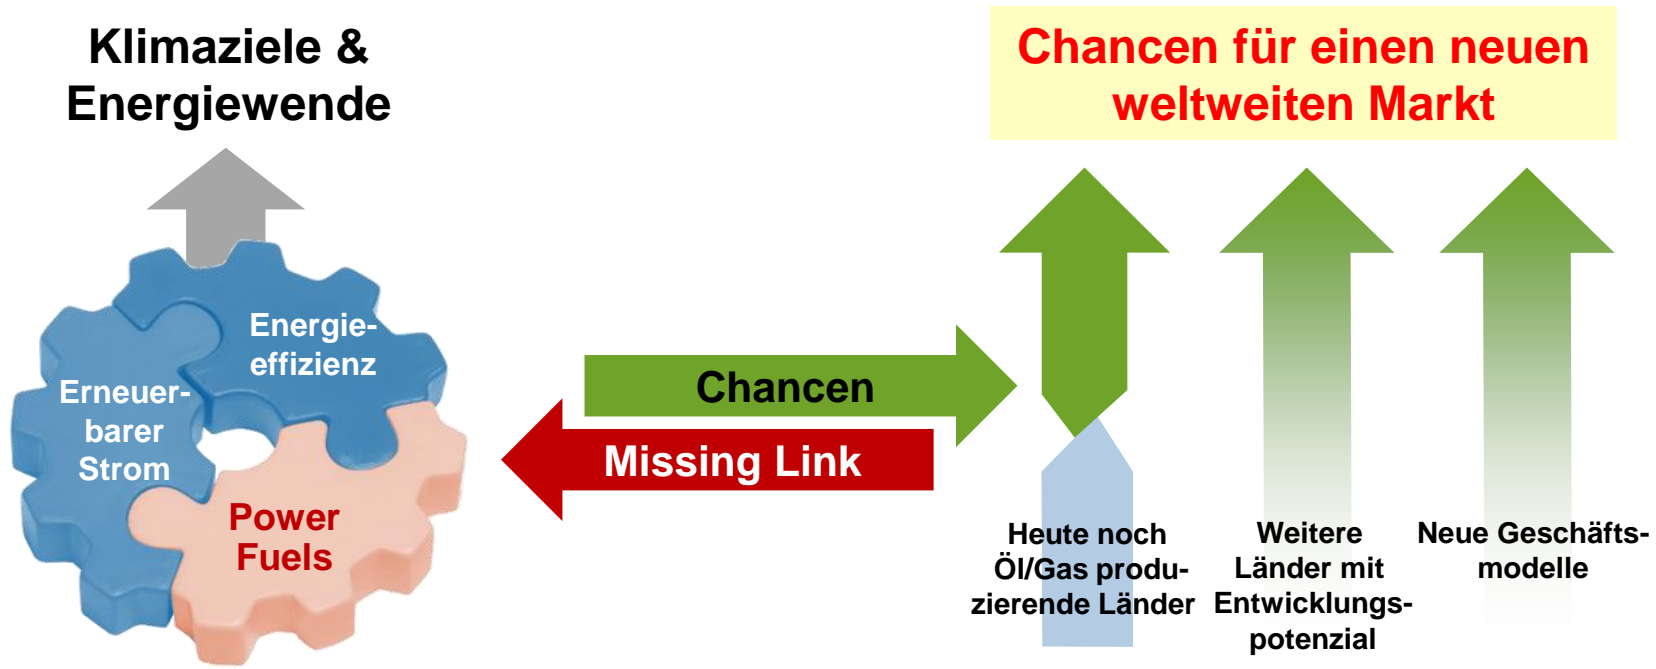 Klimaziele &
Energiewende
Chancen für einen neuen
weltweiten Markt
Energie-
effizienz
Erneuer-
barer
Strom
Power
Fuels
Chancen
Missing Link
Heute noch
Öl/Gas produ-
zierende Länder
Weitere
Länder mit
Entwicklungs-
potenzial
Neue Geschäfts-
modelle